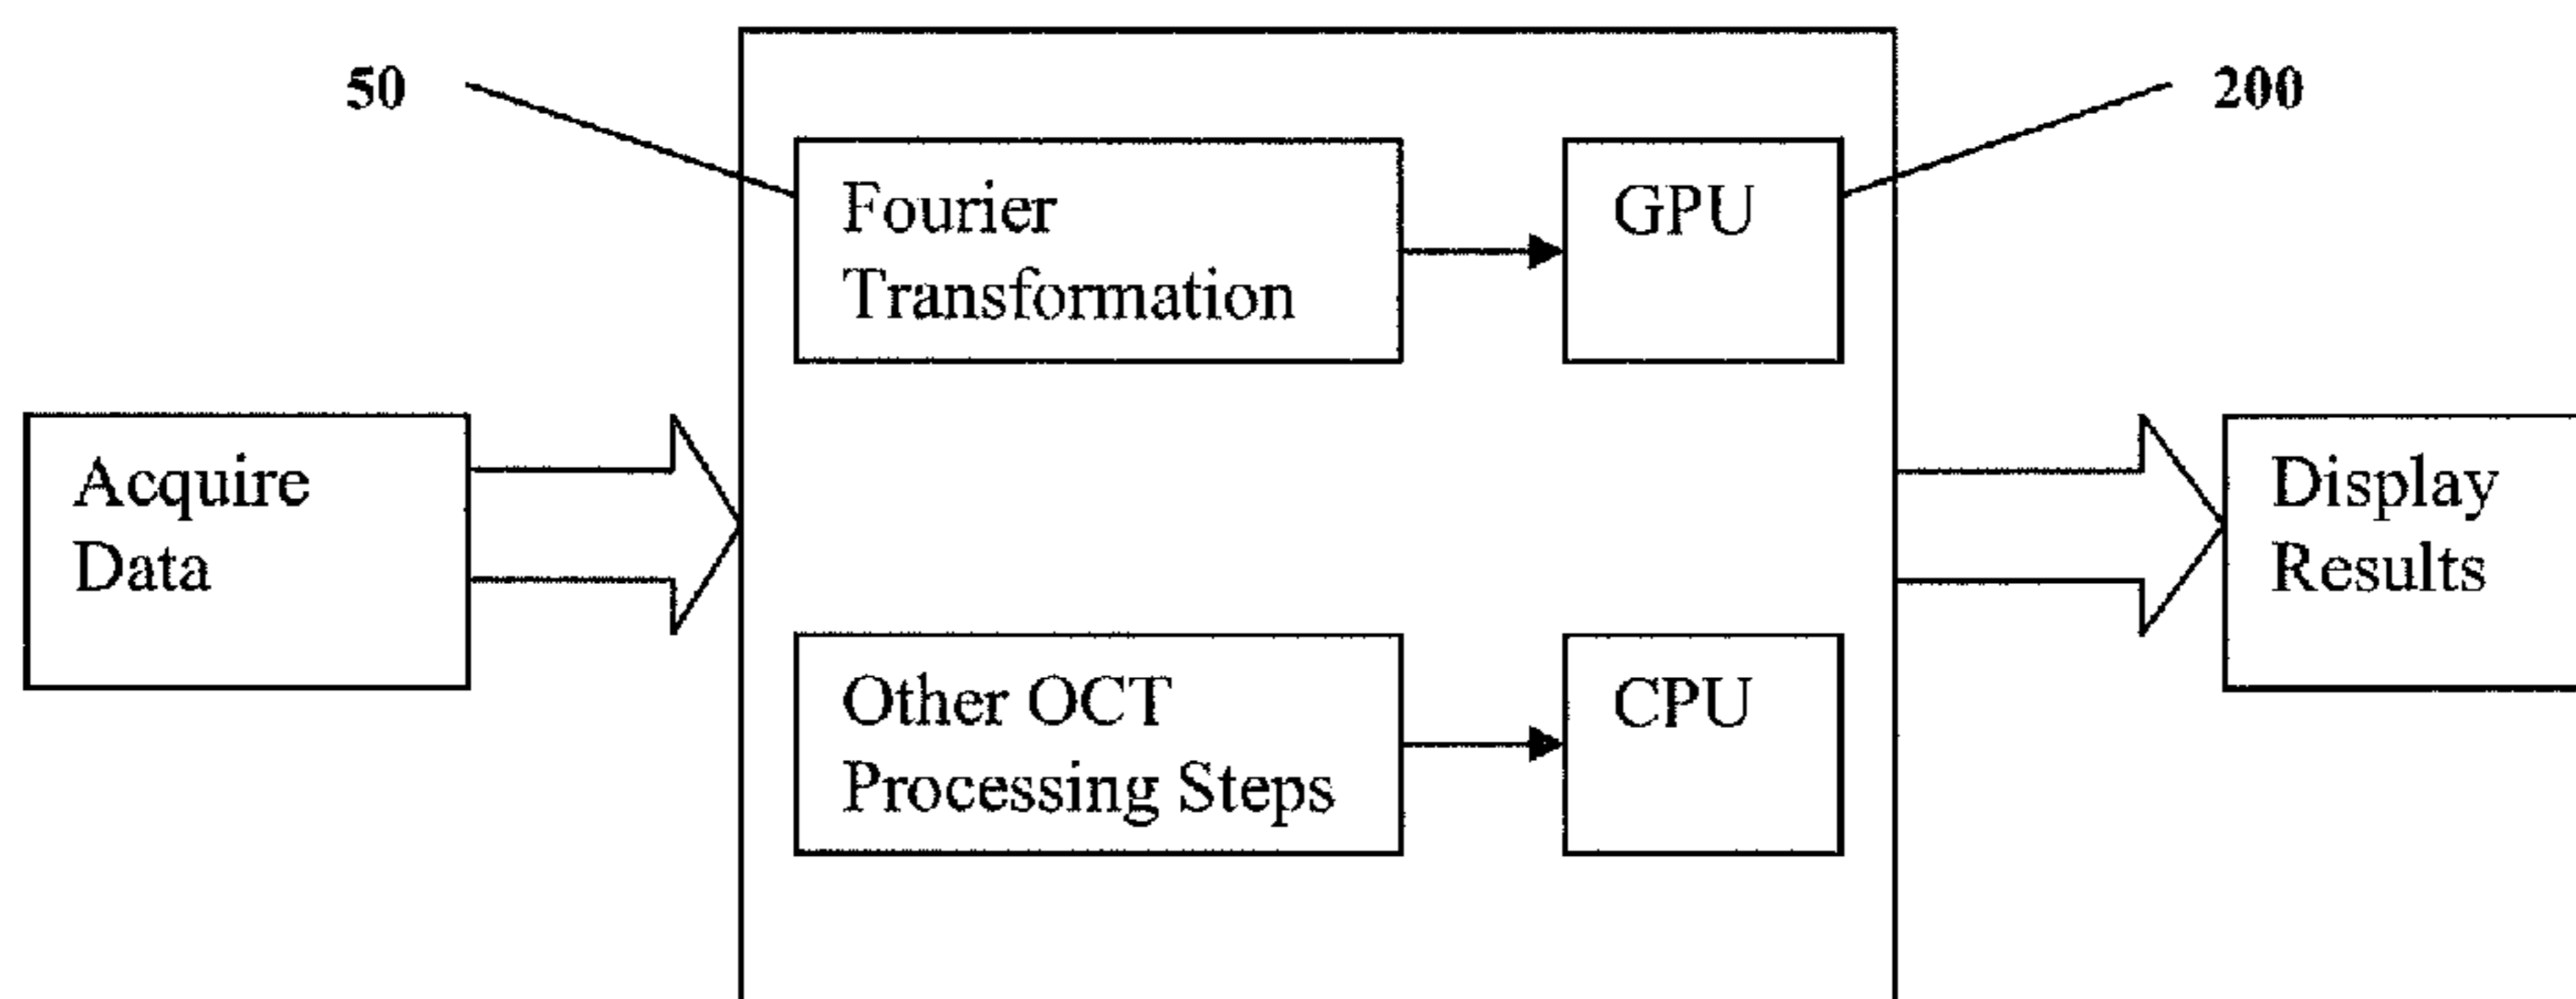 50
200
Fourier
Transformation
GPU
Acquire
Data
Display
Results
Other OCT
Processing Steps
CPU